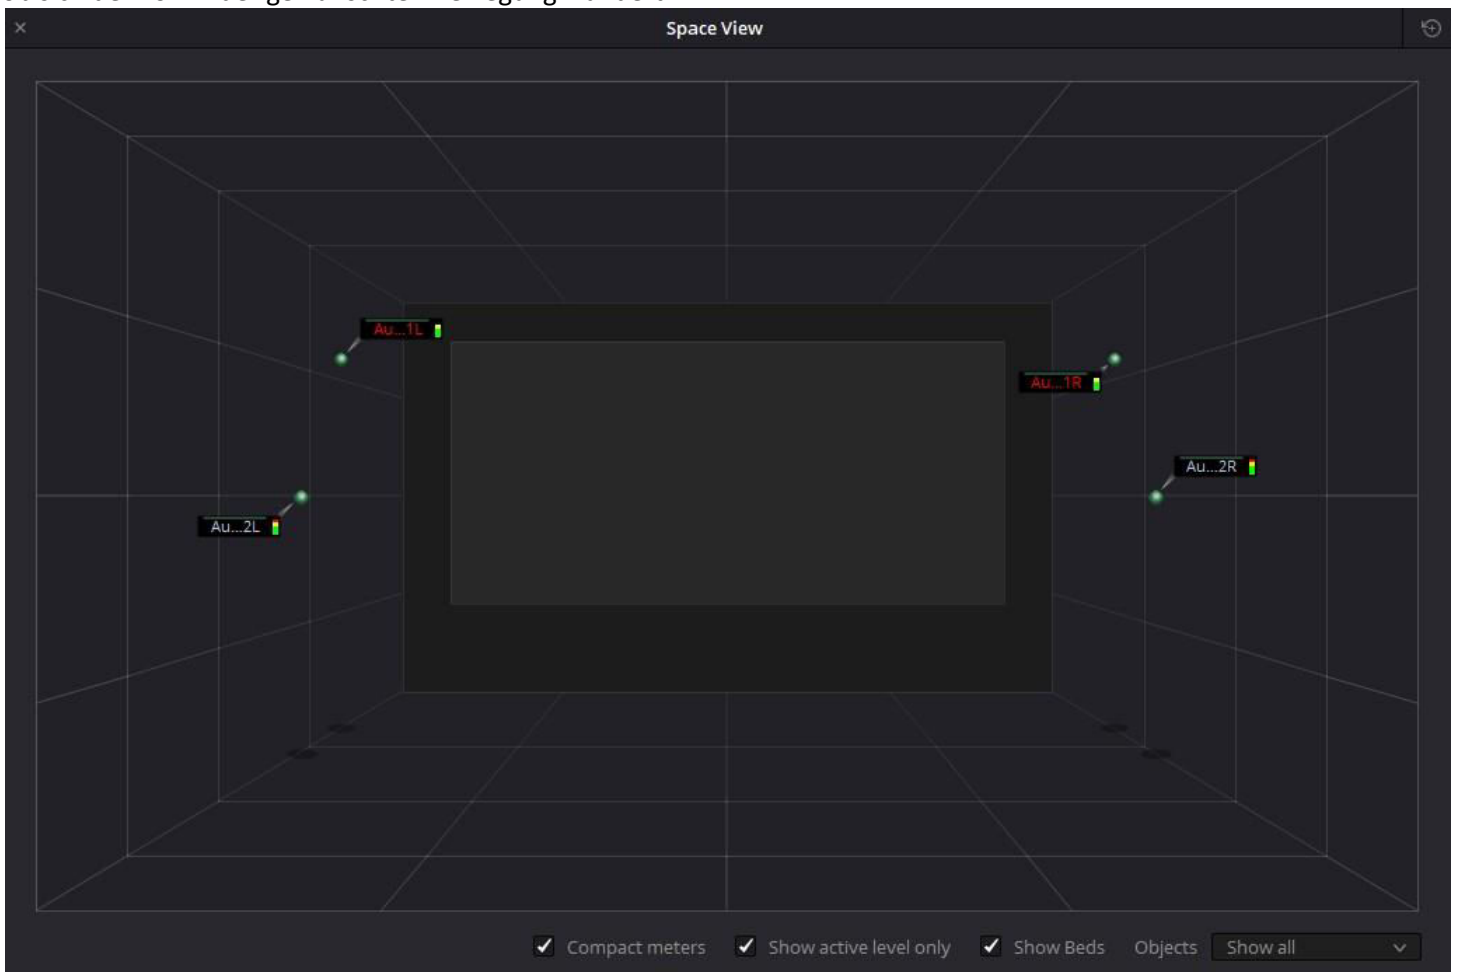 Space View
Au...1L
Au...1R
Au...2R
Au...2L
Compact meters Show active level only Show Beds Objects Show all